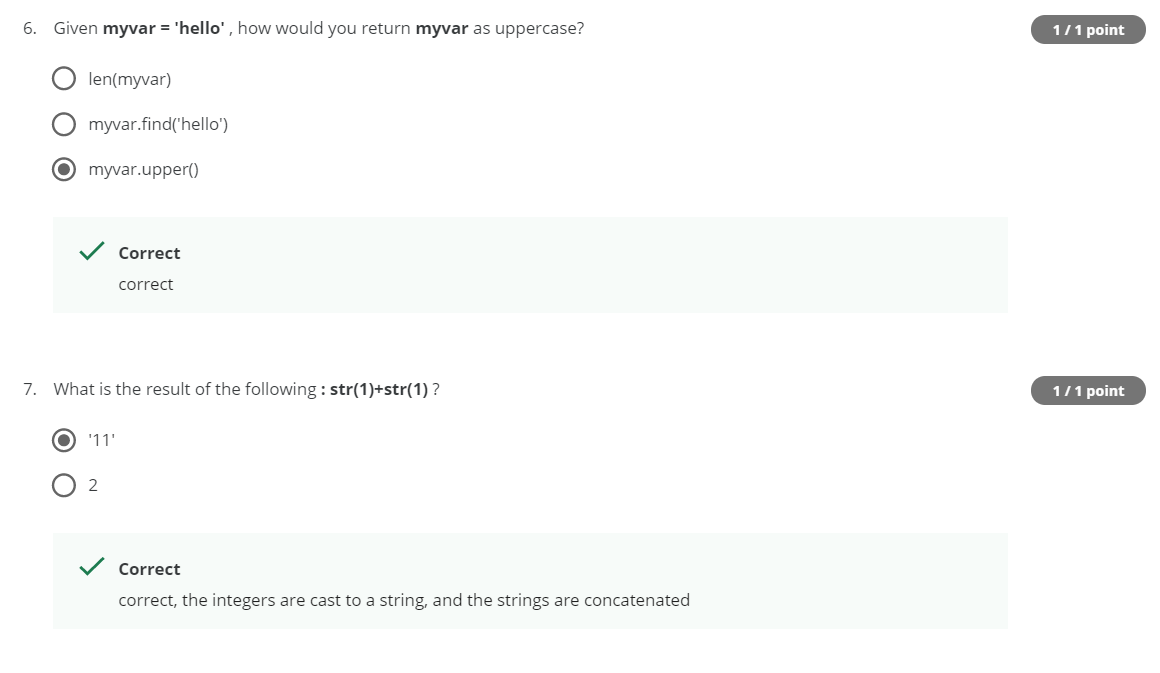 6. Given myvar = 'hello' , how would you return myvar as uppercase?
1 / 1 point
len(myvar)
myvar.find('hello')
myvar.upper()
Correct
correct
7. What is the result of the following : str(1)+str(1) ?
1 / 1 point
'11'
2
Correct
correct, the integers are cast to a string, and the strings are concatenated